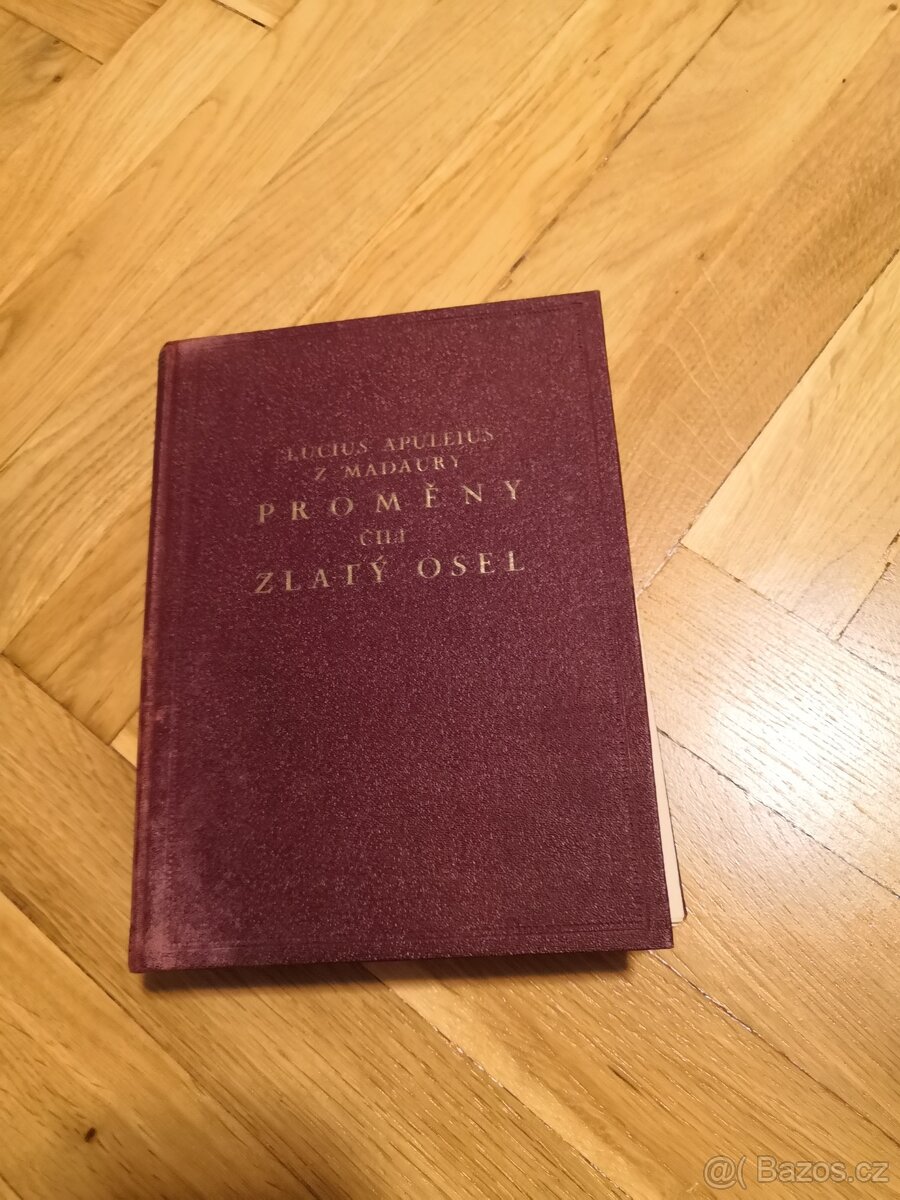 LUCIUS APULEIUS
Z MADAURY
PROMĚNY
ČILI
ZLATÝ OSEL
@( Bazos.cz